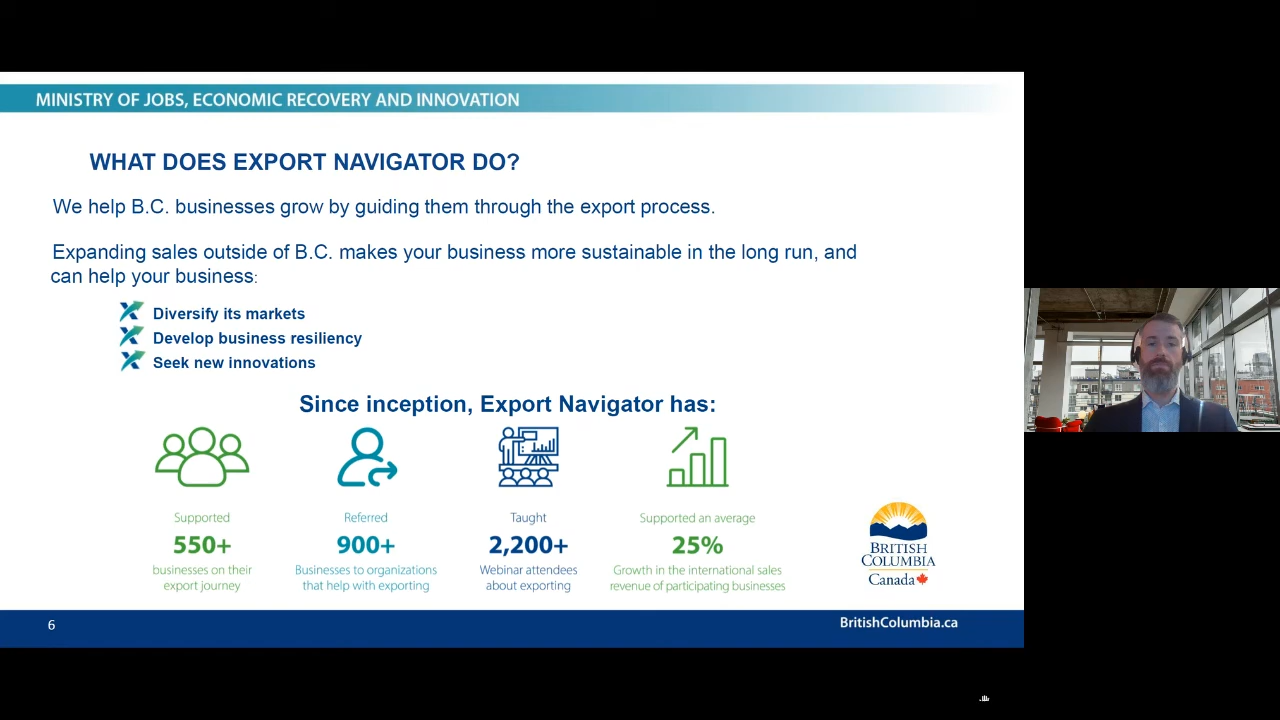 MINISTRY OF JOBS, ECONOMIC RECOVERY AND INNOVATION
WHAT DOES EXPORT NAVIGATOR DO?
We help B.C. businesses grow by guiding them through the export process.
Expanding sales outside of B.C. makes your business more sustainable in the long run, and
can help your business:
Diversify its markets
Develop business resiliency
Seek new innovations
Since inception, Export Navigator has:
Supported
550+
businesses on their
export journey
Referred
900+
Businesses to organizations
that help with exporting
Taught
2,200+
Webinar attendees
about exporting
Supported an average
25%
Growth in the international sales
revenue of participating businesses
BRITISH
COLUMBIA
Canada
6
BritishColumbia.ca